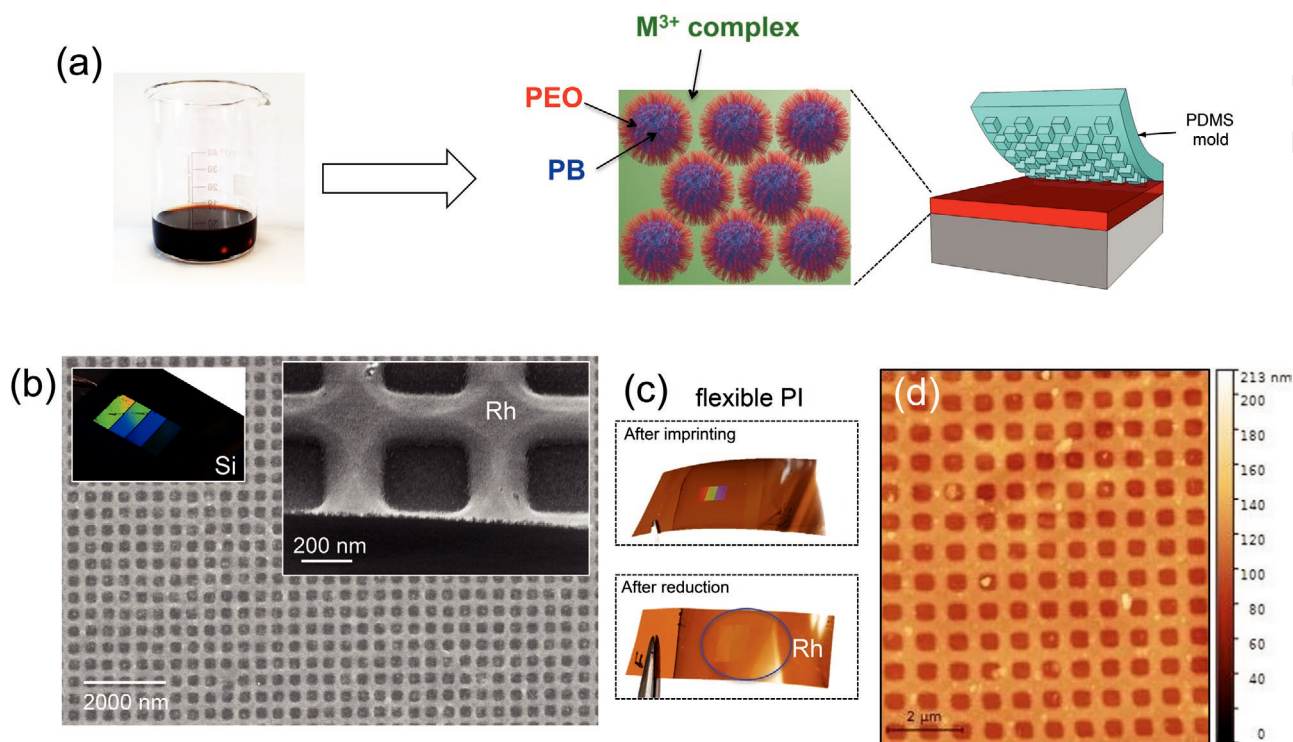 (a)
M³⁺ complex
PEO
PB
PDMS
mold
(b)
Si
Rh
200 nm
2000 nm
(c)
flexible PI
After imprinting
After reduction
Rh
(d)
2 μm
213 nm
200
180
160
140
120
100
80
60
40
20
0